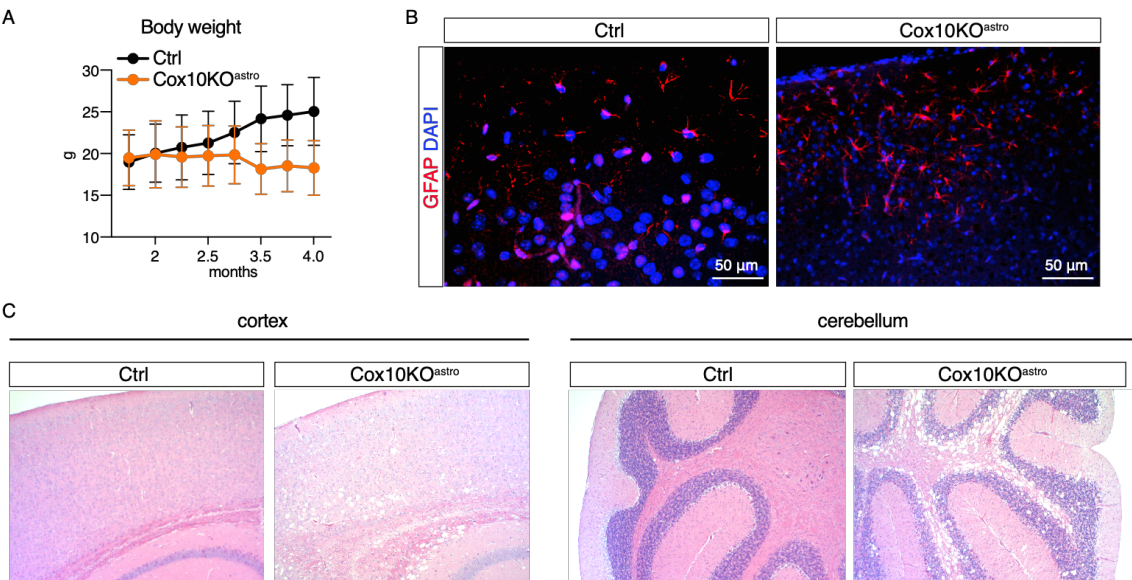 A
Body weight
Ctrl
Cox10KOastro
30
25
20
15
10
g
2
2.5
3.5
4.0
months
B
Ctrl
Cox10KOastro
GFAP DAPI
50 µm
50 µm
C
cortex
cerebellum
Ctrl
Cox10KOastro
Ctrl
Cox10KOastro